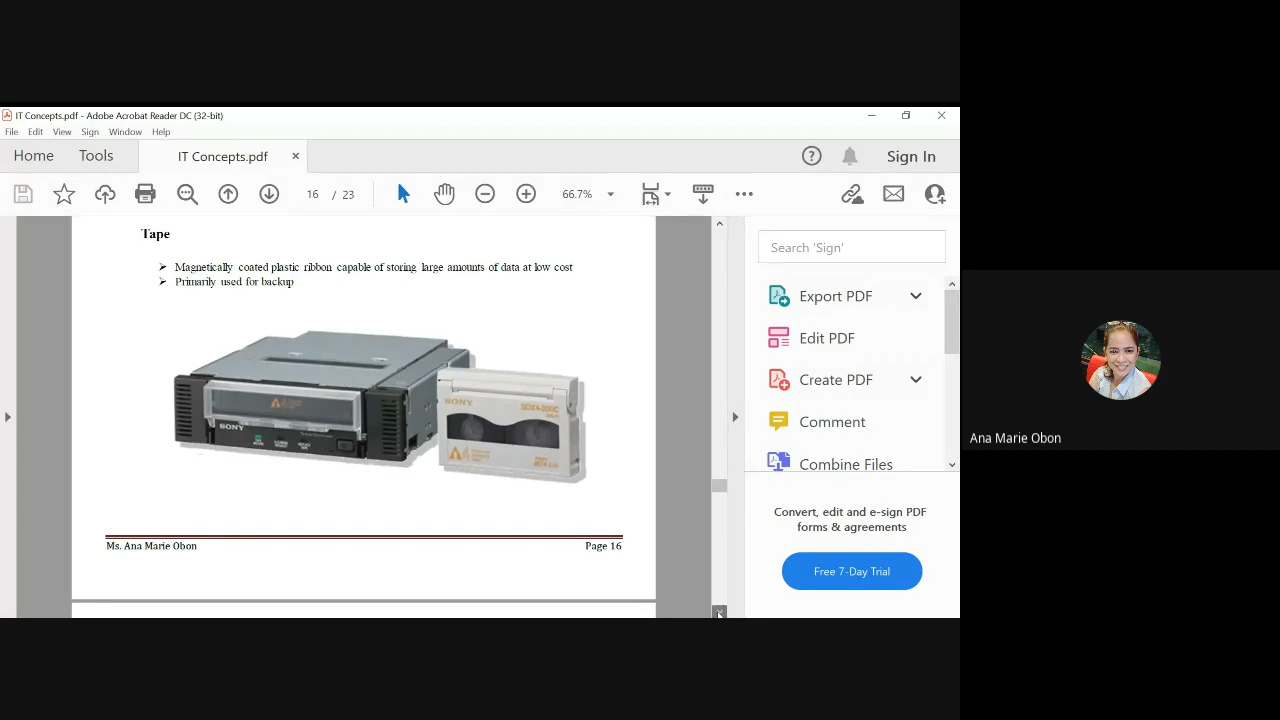 IT Concepts.pdf - Adobe Acrobat Reader DC (32-bit)
File Edit View Sign Window Help
Home Tools IT Concepts.pdf × Sign In
16 / 23 66.7%
Tape
➢ Magnetically coated plastic ribbon capable of storing large amounts of data at low cost
➢ Primarily used for backup
SONY
SONY
Ms. Ana Marie Obon Page 16
Search 'Sign'
Export PDF
Edit PDF
Create PDF
Comment
Combine Files
Convert, edit and e-sign PDF
forms & agreements
Free 7-Day Trial
Ana Marie Obon